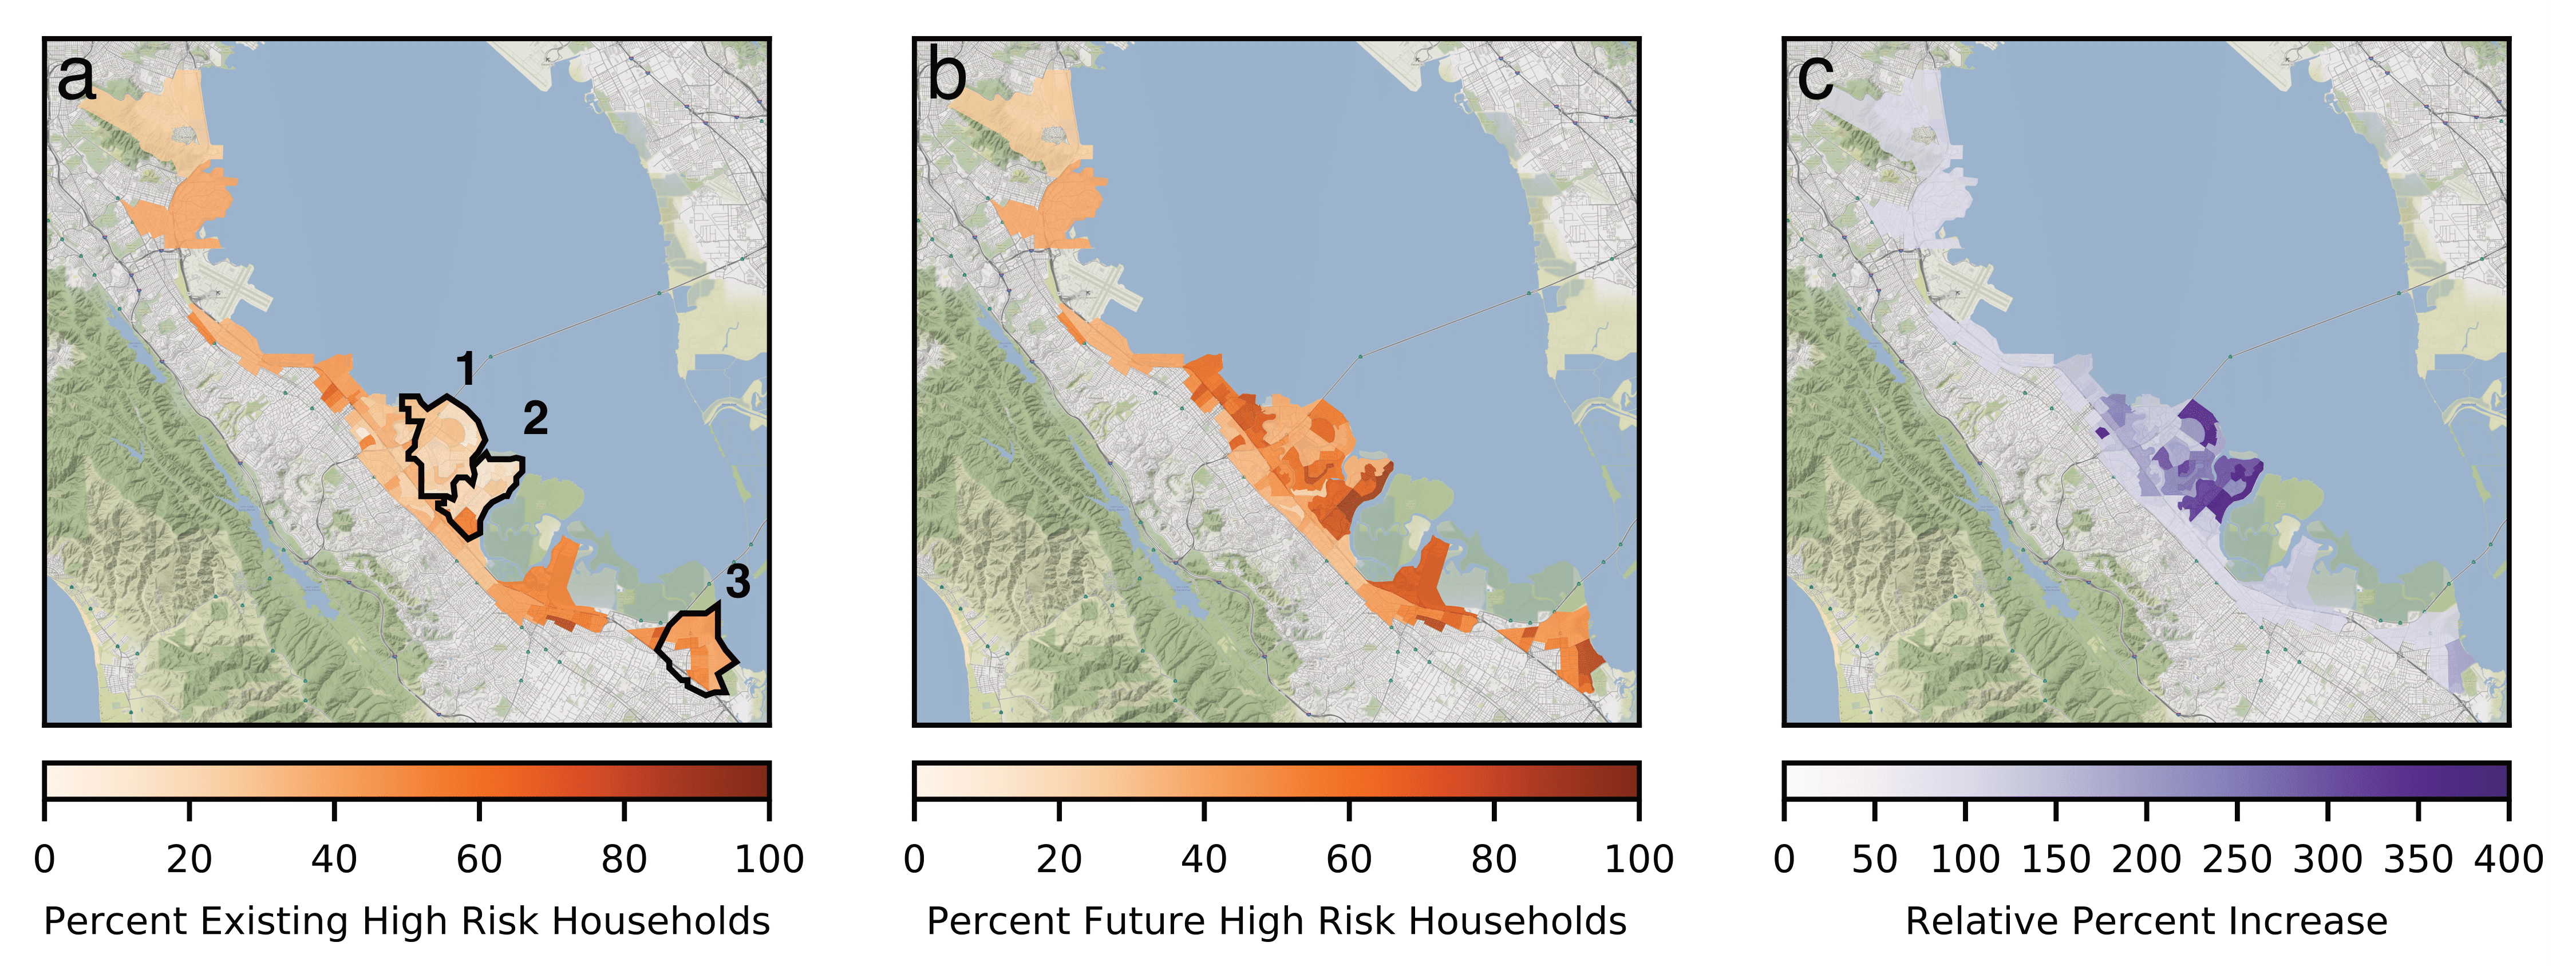 a
b
c
1
2
3
0 20 40 60 80 100
0 20 40 60 80 100
0 50 100 150 200 250 300 350 400
Percent Existing High Risk Households
Percent Future High Risk Households
Relative Percent Increase